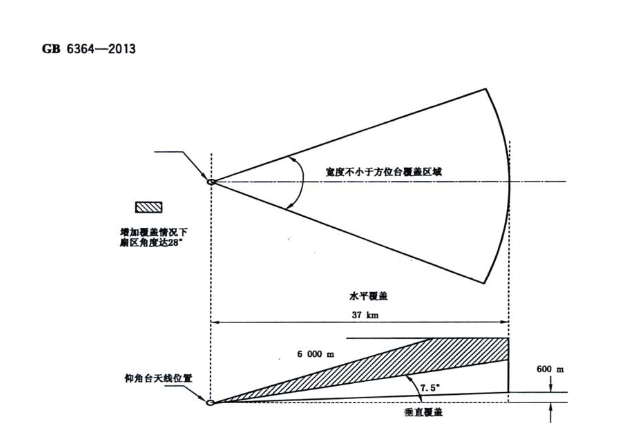 GB 6364—2013
宽度不小于方位台覆盖区域
增加覆盖情况下
扇区角度达28°
水平覆盖
37 km
6 000 m
600 m
仰角台天线位置
7.5°
垂直覆盖